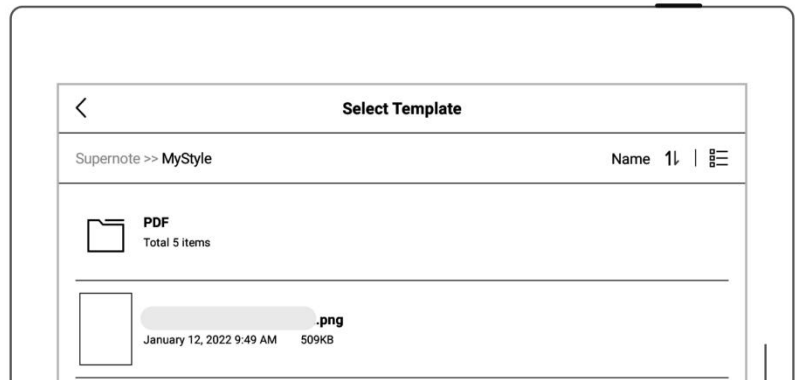 Select Template
Supernote >> MyStyle Name
PDF
Total 5 items
.png
January 12, 2022 9:49 AM 509KB